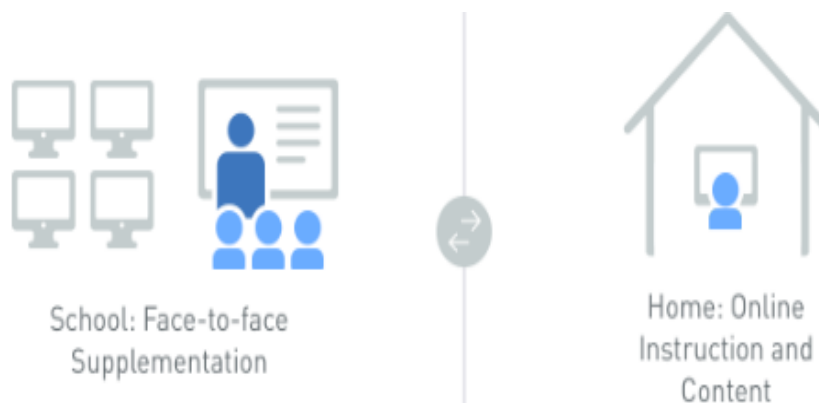 School: Face-to-face
Supplementation
Home: Online
Instruction and
Content